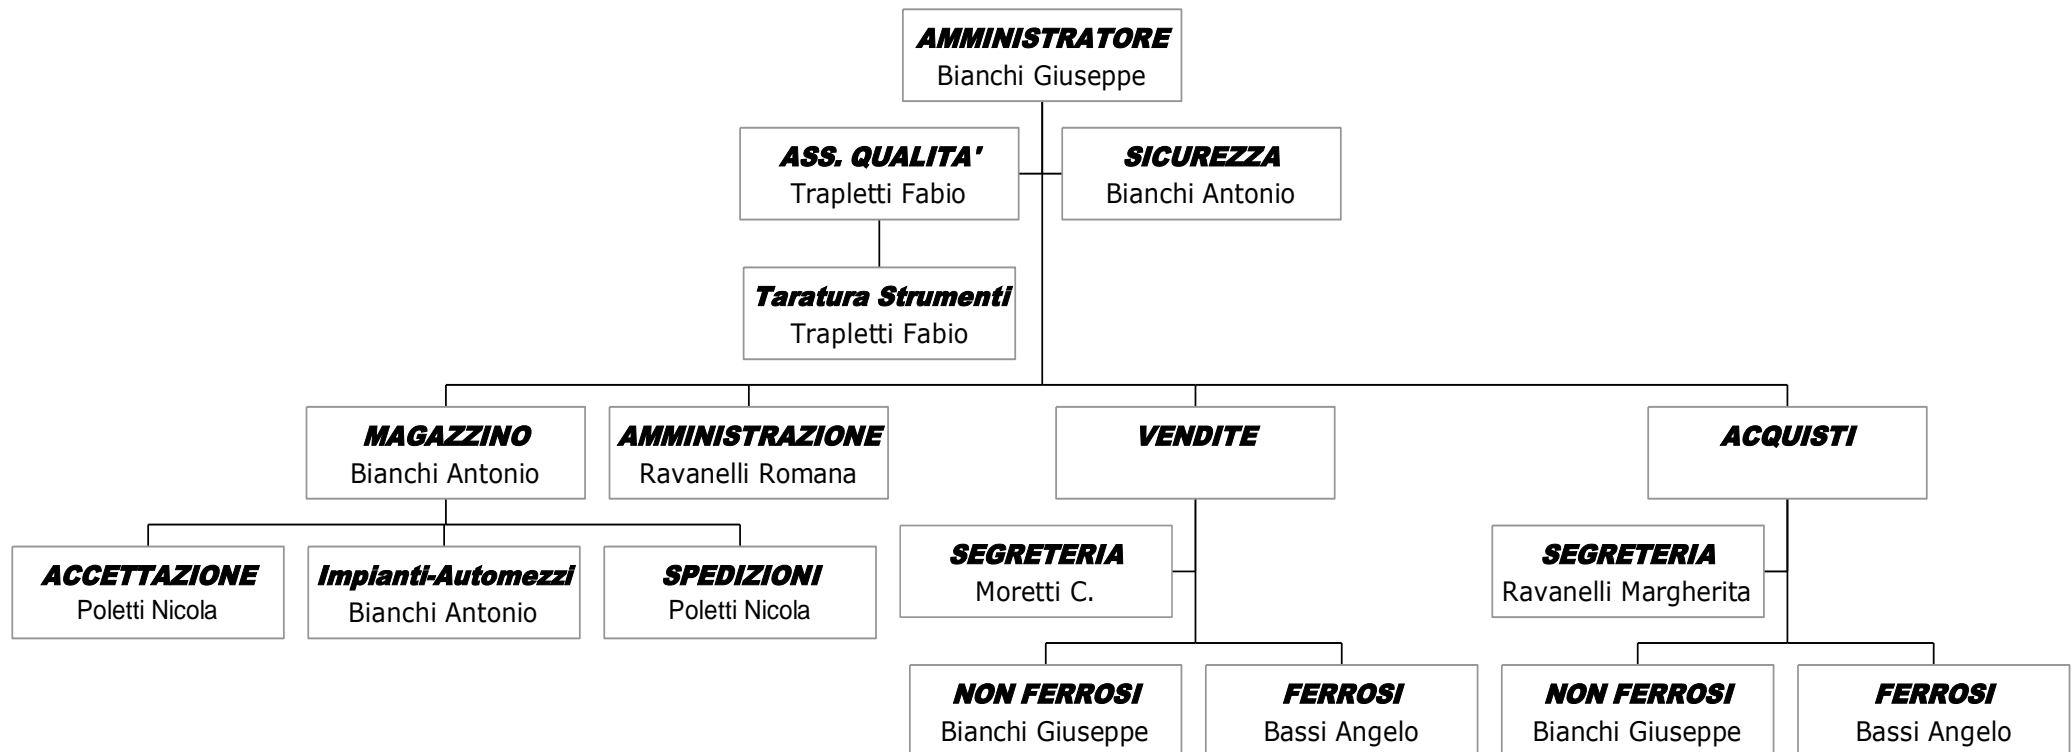 AMMINISTRATORE
Bianchi Giuseppe
ASS. QUALITA'
Trapletti Fabio
SICUREZZA
Bianchi Antonio
Taratura Strumenti
Trapletti Fabio
MAGAZZINO
Bianchi Antonio
AMMINISTRAZIONE
Ravanelli Romana
VENDITE
ACQUISTI
ACCETTAZIONE
Poletti Nicola
Impianti-Automezzi
Bianchi Antonio
SPEDIZIONI
Poletti Nicola
SEGRETERIA
Moretti C.
SEGRETERIA
Ravanelli Margherita
NON FERROSI
Bianchi Giuseppe
FERROSI
Bassi Angelo
NON FERROSI
Bianchi Giuseppe
FERROSI
Bassi Angelo